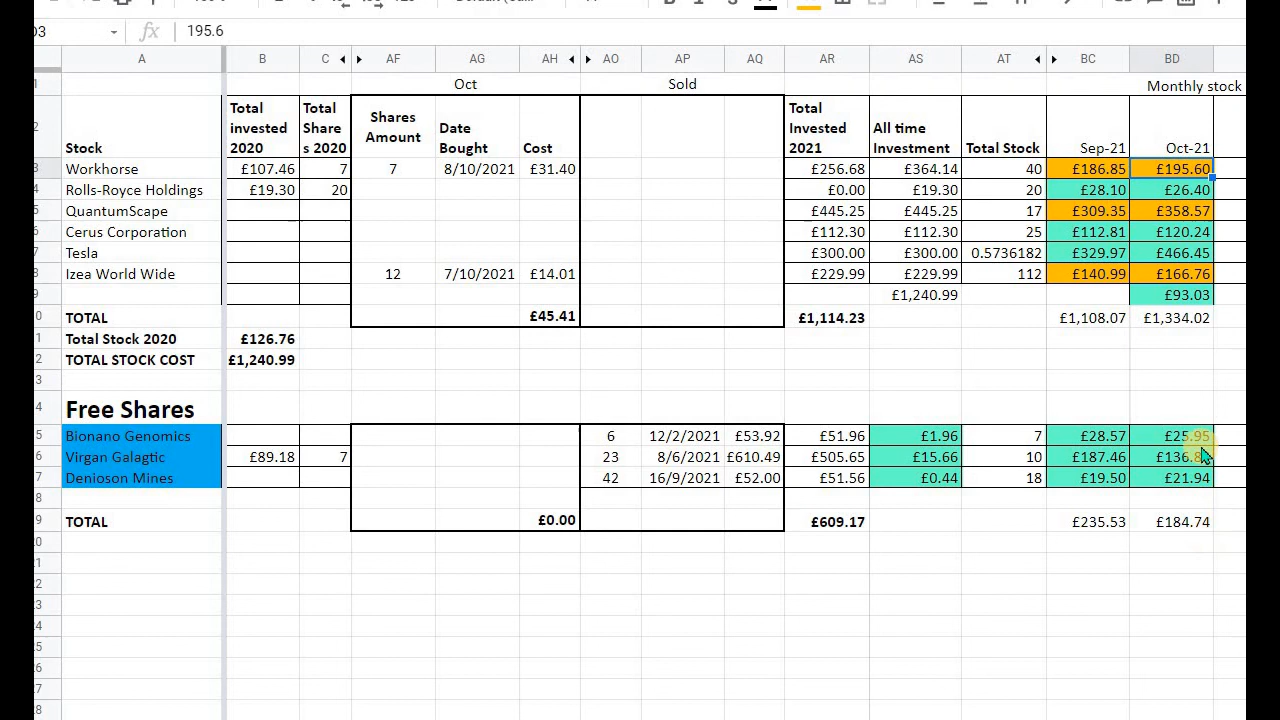 195.6
A B C AF AG AH AO AP AQ AR AS AT BC BD
Oct Sold Monthly stock
Stock Total invested 2020 Total Share s 2020 Shares Amount Date Bought Cost Total Invested 2021 All time Investment Total Stock Sep-21 Oct-21
Workhorse £107.46 7 7 8/10/2021 £31.40 £256.68 £364.14 40 £186.85 £195.60
Rolls-Royce Holdings £19.30 20 £0.00 £19.30 20 £28.10 £26.40
QuantumScape £445.25 £445.25 17 £309.35 £358.57
Cerus Corporation £112.30 £112.30 25 £112.81 £120.24
Tesla £300.00 £300.00 0.5736182 £329.97 £466.45
Izea World Wide 12 7/10/2021 £14.01 £229.99 £229.99 112 £140.99 £166.76
£1,240.99 £93.03
TOTAL £45.41 £1,114.23 £1,108.07 £1,334.02
Total Stock 2020 £126.76
TOTAL STOCK COST £1,240.99
Free Shares
Bionano Genomics 6 12/2/2021 £53.92 £51.96 £1.96 7 £28.57 £25.95
Virgan Galagtic £89.18 7 23 8/6/2021 £610.49 £505.65 £15.66 10 £187.46
Denioson Mines 42 16/9/2021 £52.00 £51.56 £0.44 18 £19.50 £21.94
TOTAL £0.00 £609.17 £235.53 £184.74